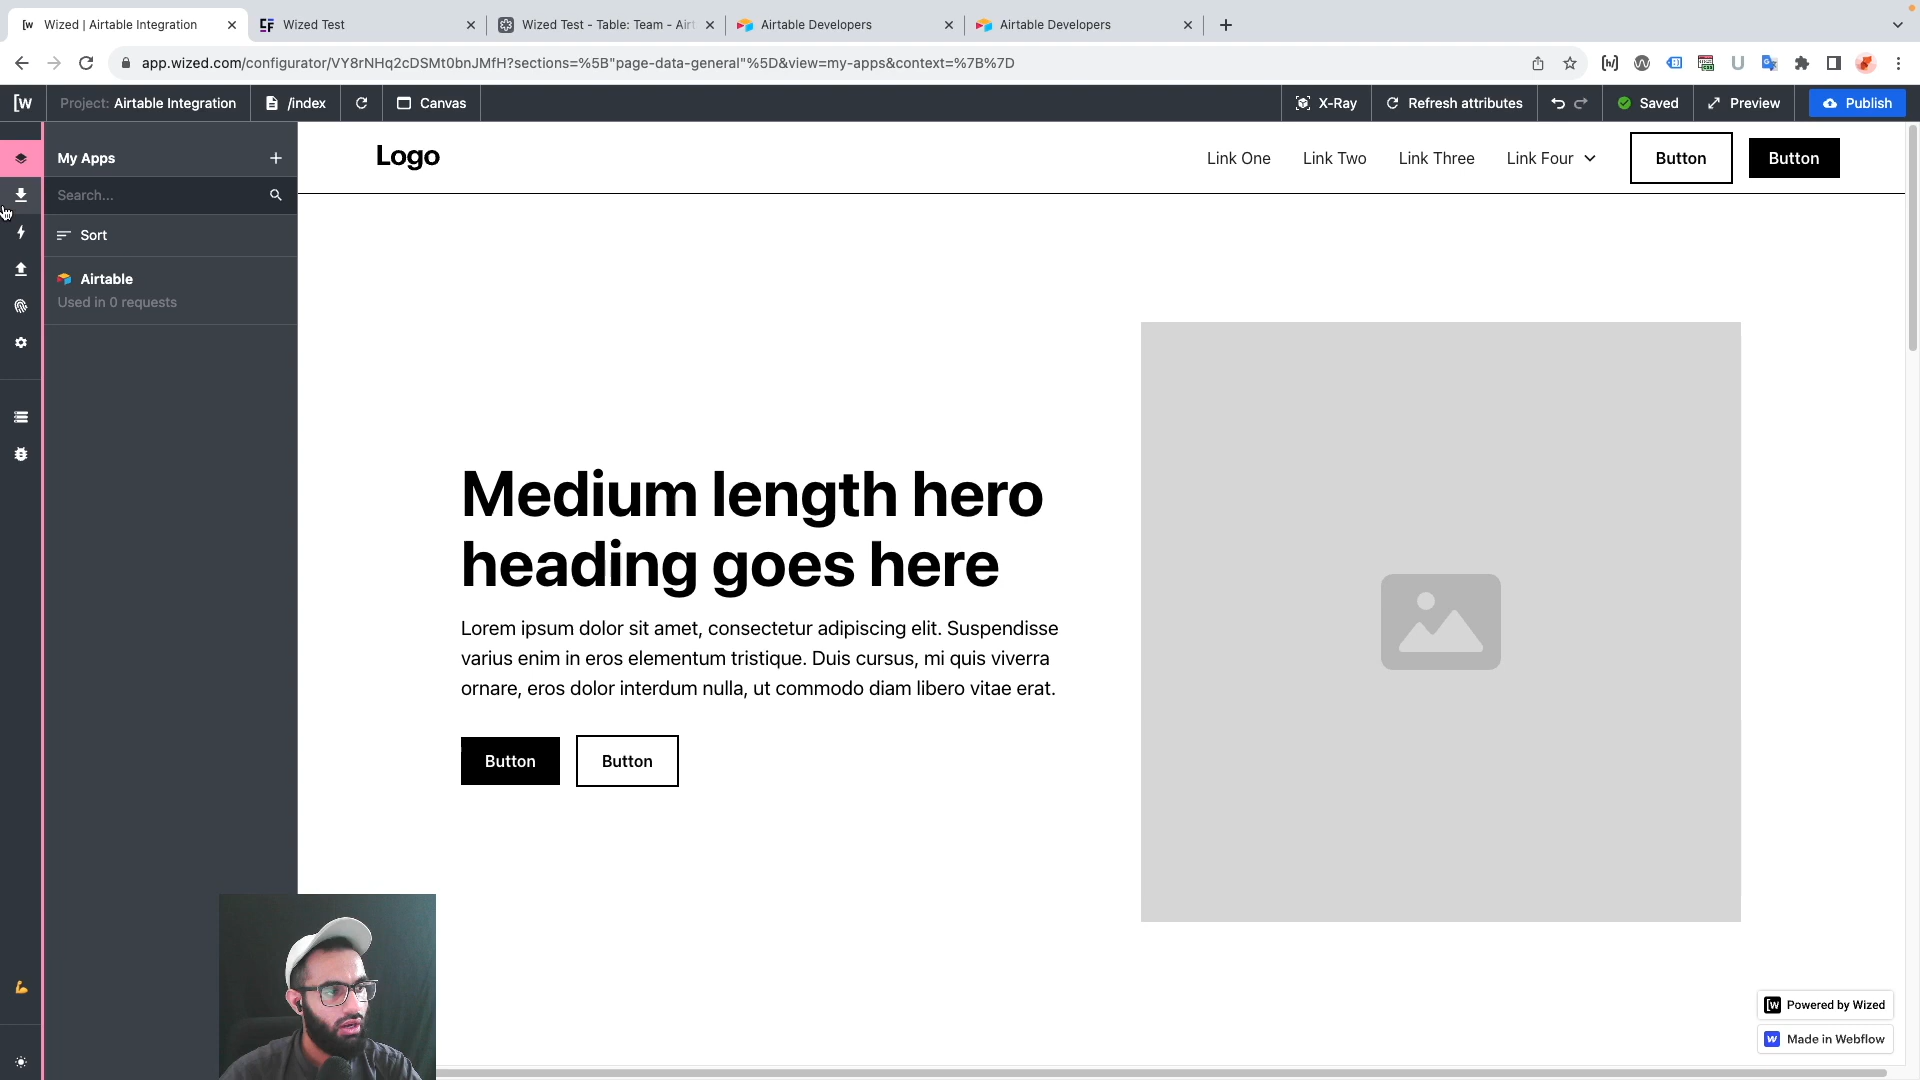 Wized | Airtable Integration
Wized Test
Wized Test - Table: Team - Airt
Airtable Developers
Airtable Developers
app.wized.com/configurator/VY8rNHq2cDSMt0bnJMfH?sections=%5B"page-data-general"%5D&view=my-apps&context=%7B%7D
Project: Airtable Integration
/index
Canvas
X-Ray
Refresh attributes
Saved
Preview
Publish
My Apps
Search...
Sort
Airtable
Used in 0 requests
Logo
Link One
Link Two
Link Three
Link Four
Button
Button
Medium length hero
heading goes here
Lorem ipsum dolor sit amet, consectetur adipiscing elit. Suspendisse
varius enim in eros elementum tristique. Duis cursus, mi quis viverra
ornare, eros dolor interdum nulla, ut commodo diam libero vitae erat.
Button
Button
Powered by Wized
Made in Webflow